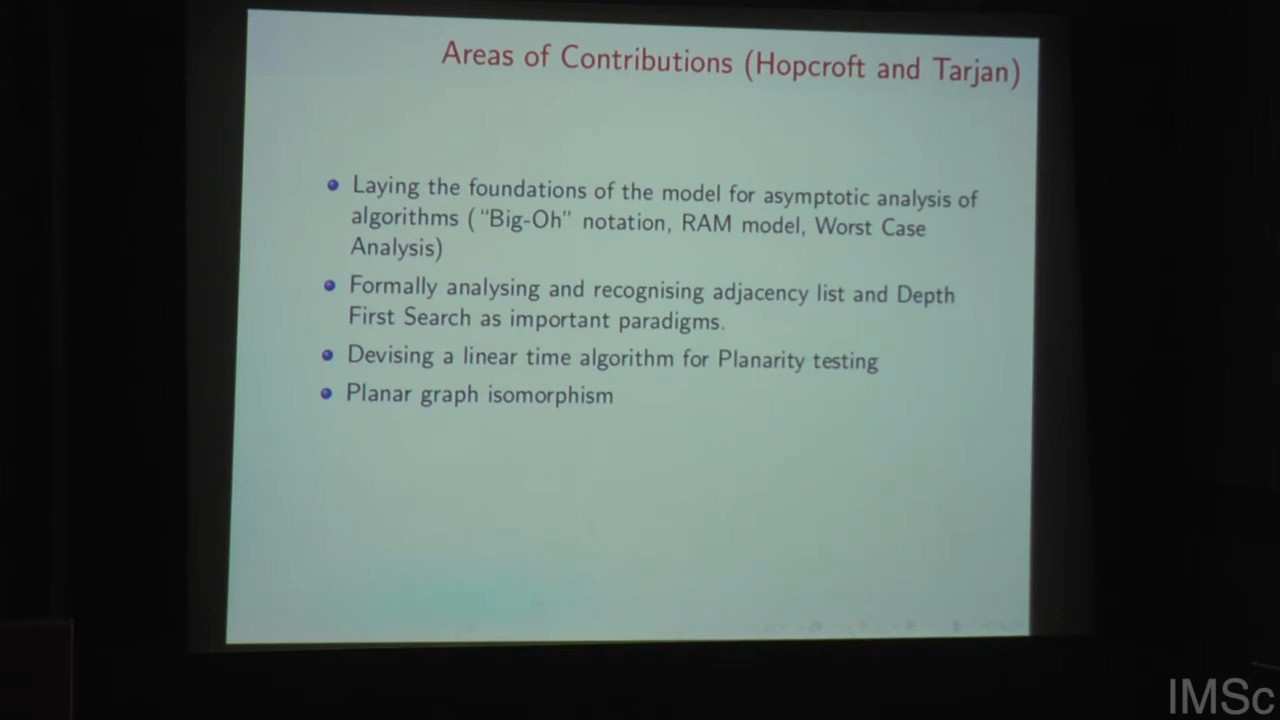 Areas of Contributions (Hopcroft and Tarjan)
Laying the foundations of the model for asymptotic analysis of
algorithms ("Big-Oh" notation, RAM model, Worst Case
Analysis)
Formally analysing and recognising adjacency list and Depth
First Search as important paradigms.
Devising a linear time algorithm for Planarity testing
Planar graph isomorphism
IMSc